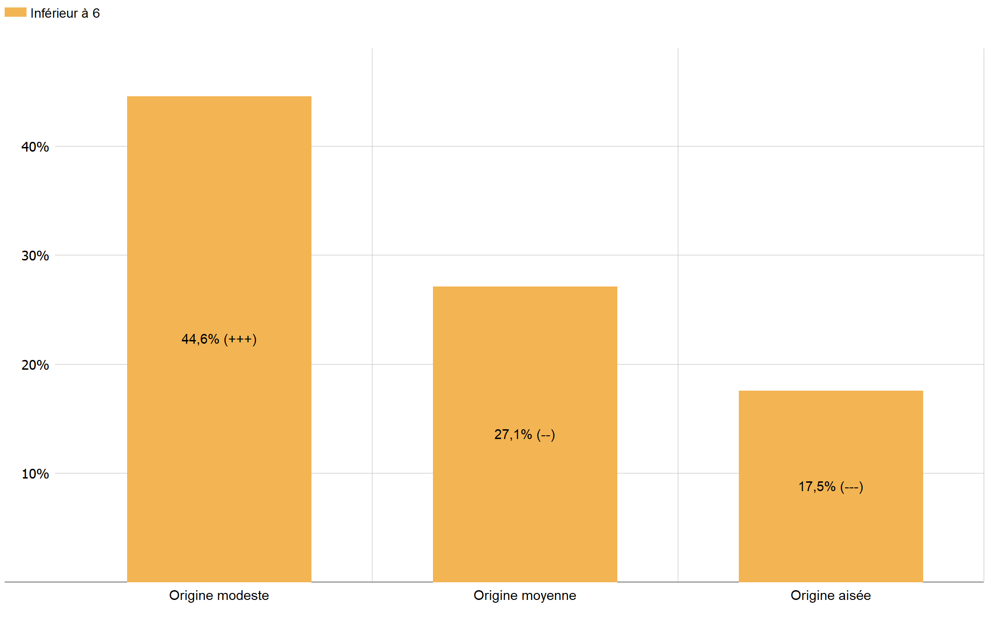 Inférieur à 6
40%
30%
20%
10%
44,6% (+++)
27,1% (--)
17,5% (---)
Origine modeste
Origine moyenne
Origine aisée